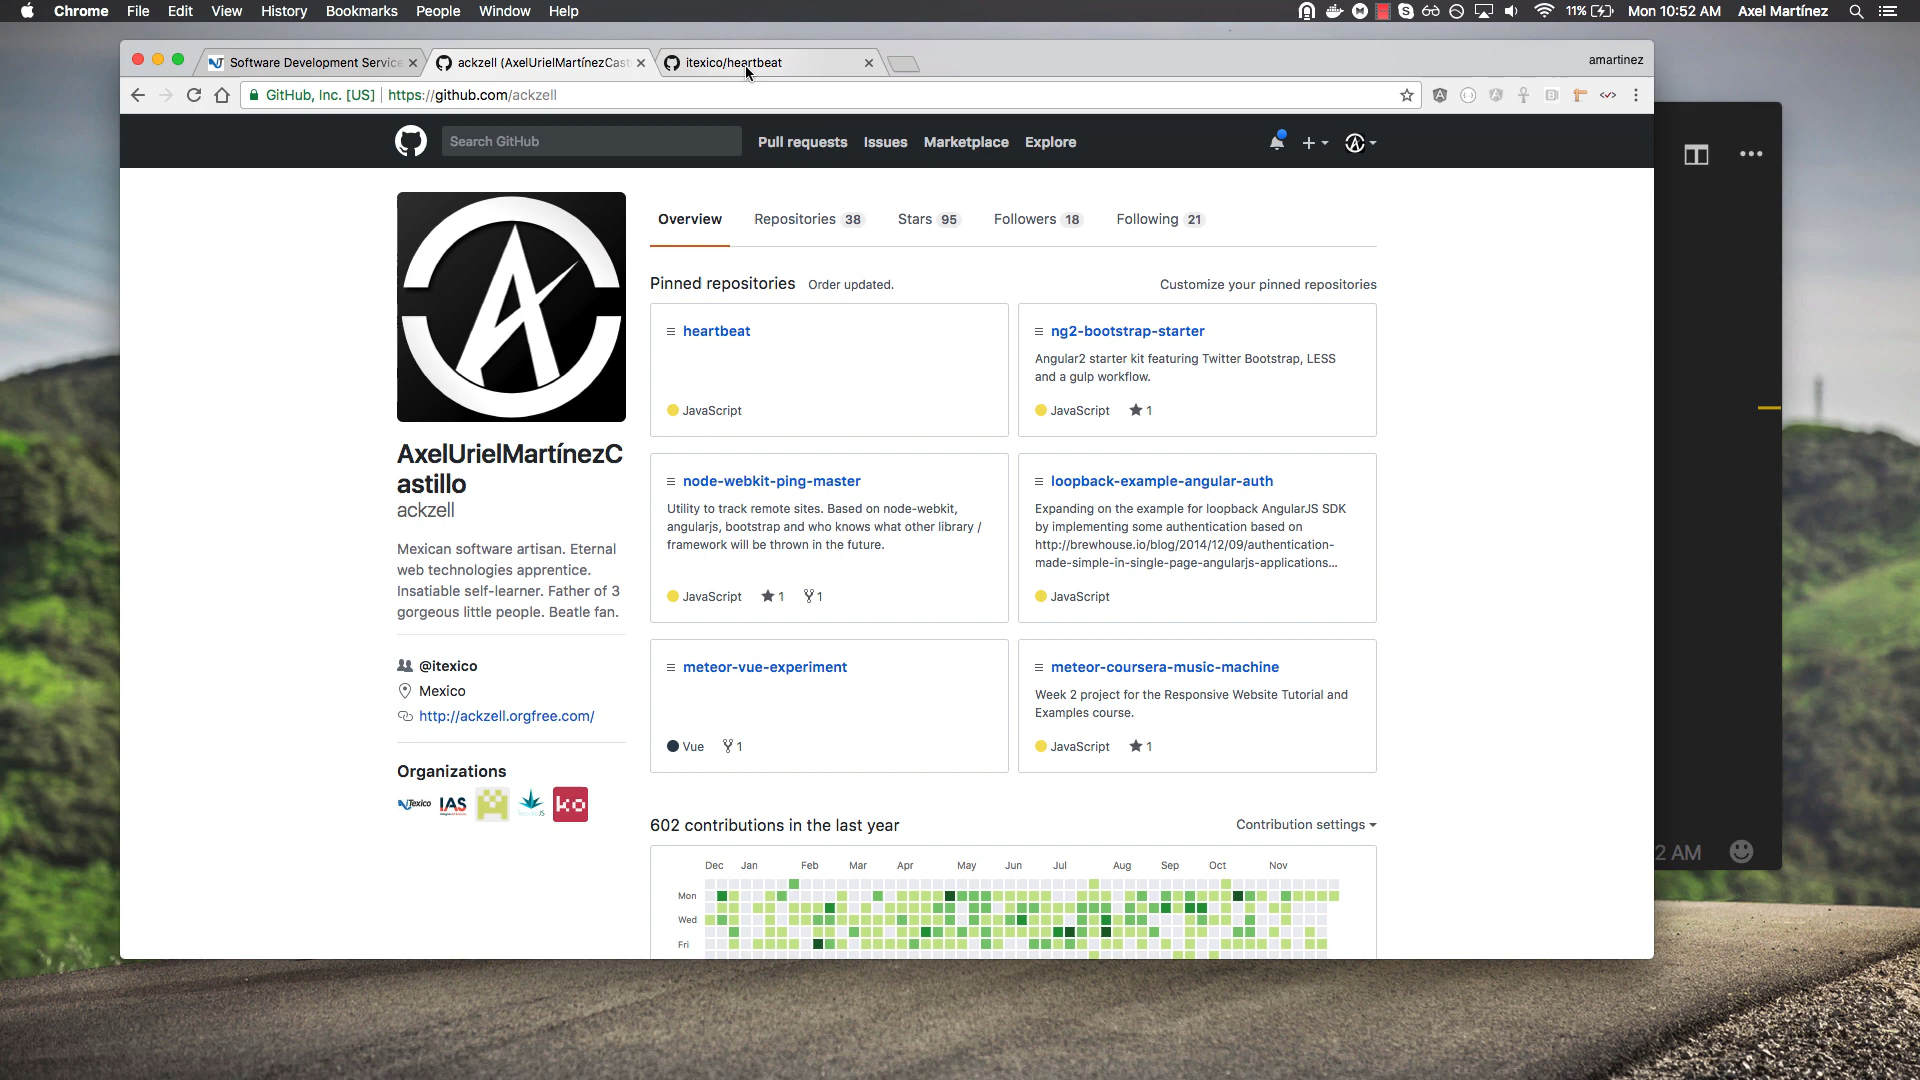 Chrome File Edit View History Bookmarks People Window Help
11% Mon 10:52 AM Axel Martínez
Software Development Service
ackzell (AxelUrielMartínezCast
itexico/heartbeat
amartinez
GitHub, Inc. [US] https://github.com/ackzell
Search GitHub
Pull requests Issues Marketplace Explore
Overview Repositories 38 Stars 95 Followers 18 Following 21
Pinned repositories Order updated. Customize your pinned repositories
heartbeat
JavaScript
ng2-bootstrap-starter
Angular2 starter kit featuring Twitter Bootstrap, LESS
and a gulp workflow.
JavaScript 1
AxelUrielMartínezC
astillo
ackzell
Mexican software artisan. Eternal
web technologies apprentice.
Insatiable self-learner. Father of 3
gorgeous little people. Beatle fan.
@itexico
Mexico
http://ackzell.orgfree.com/
Organizations
iTexico IAS ko
node-webkit-ping-master
Utility to track remote sites. Based on node-webkit,
angularjs, bootstrap and who knows what other library /
framework will be thrown in the future.
JavaScript 1 1
loopback-example-angular-auth
Expanding on the example for loopback AngularJS SDK
by implementing some authentication based on
http://brewhouse.io/blog/2014/12/09/authentication-
made-simple-in-single-page-angularjs-applications...
JavaScript
meteor-vue-experiment
Vue 1
meteor-coursera-music-machine
Week 2 project for the Responsive Website Tutorial and
Examples course.
JavaScript 1
602 contributions in the last year Contribution settings
Dec Jan Feb Mar Apr May Jun Jul Aug Sep Oct Nov
Mon
Wed
Fri
2 AM